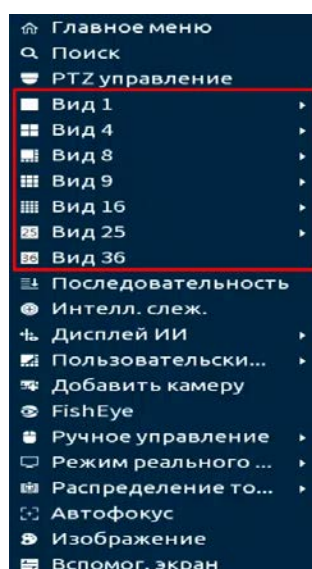 Главное меню
Поиск
PTZ управление
Вид 1
Вид 4
Вид 8
Вид 9
Вид 16
25 Вид 25
36 Вид 36
Последовательность
Интелл. слеж.
Дисплей ИИ
Пользовательски...
Добавить камеру
FishEye
Ручное управление
Режим реального ...
Распределение то...
Автофокус
Изображение
Вспомог. экран